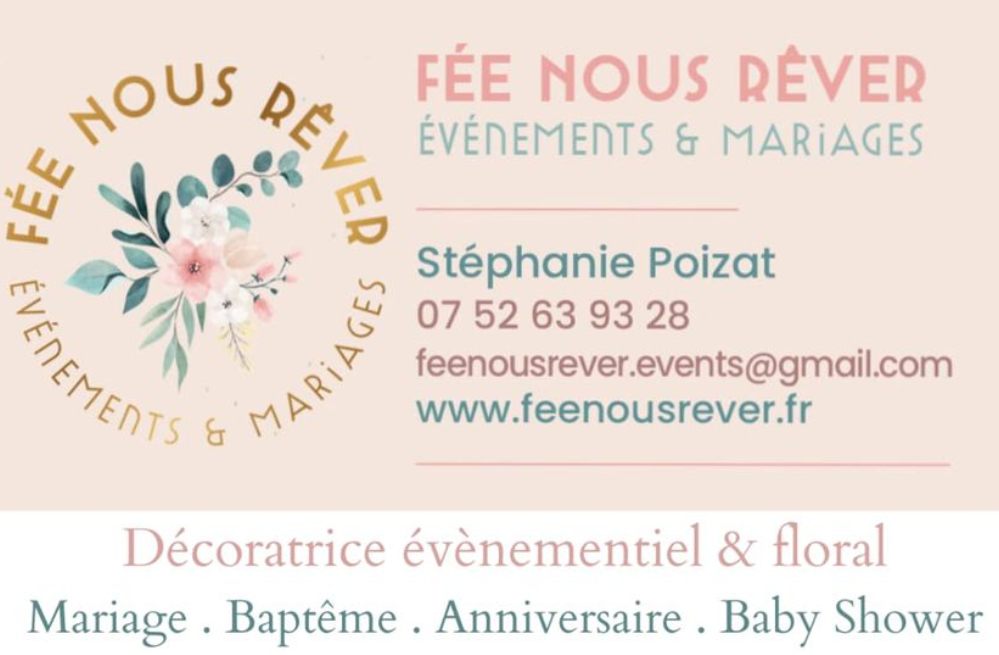 FÉE NOUS RÊVER
ÉVÉNEMENTS & MARiAGES
FÉE NOUS RÊVER
ÉVÉNEMENTS & MARiAGES
Stéphanie Poizat
07 52 63 93 28
feenousrever.events@gmail.com
www.feenousrever.fr
Décoratrice évènementiel & floral
Mariage . Baptême . Anniversaire . Baby Shower